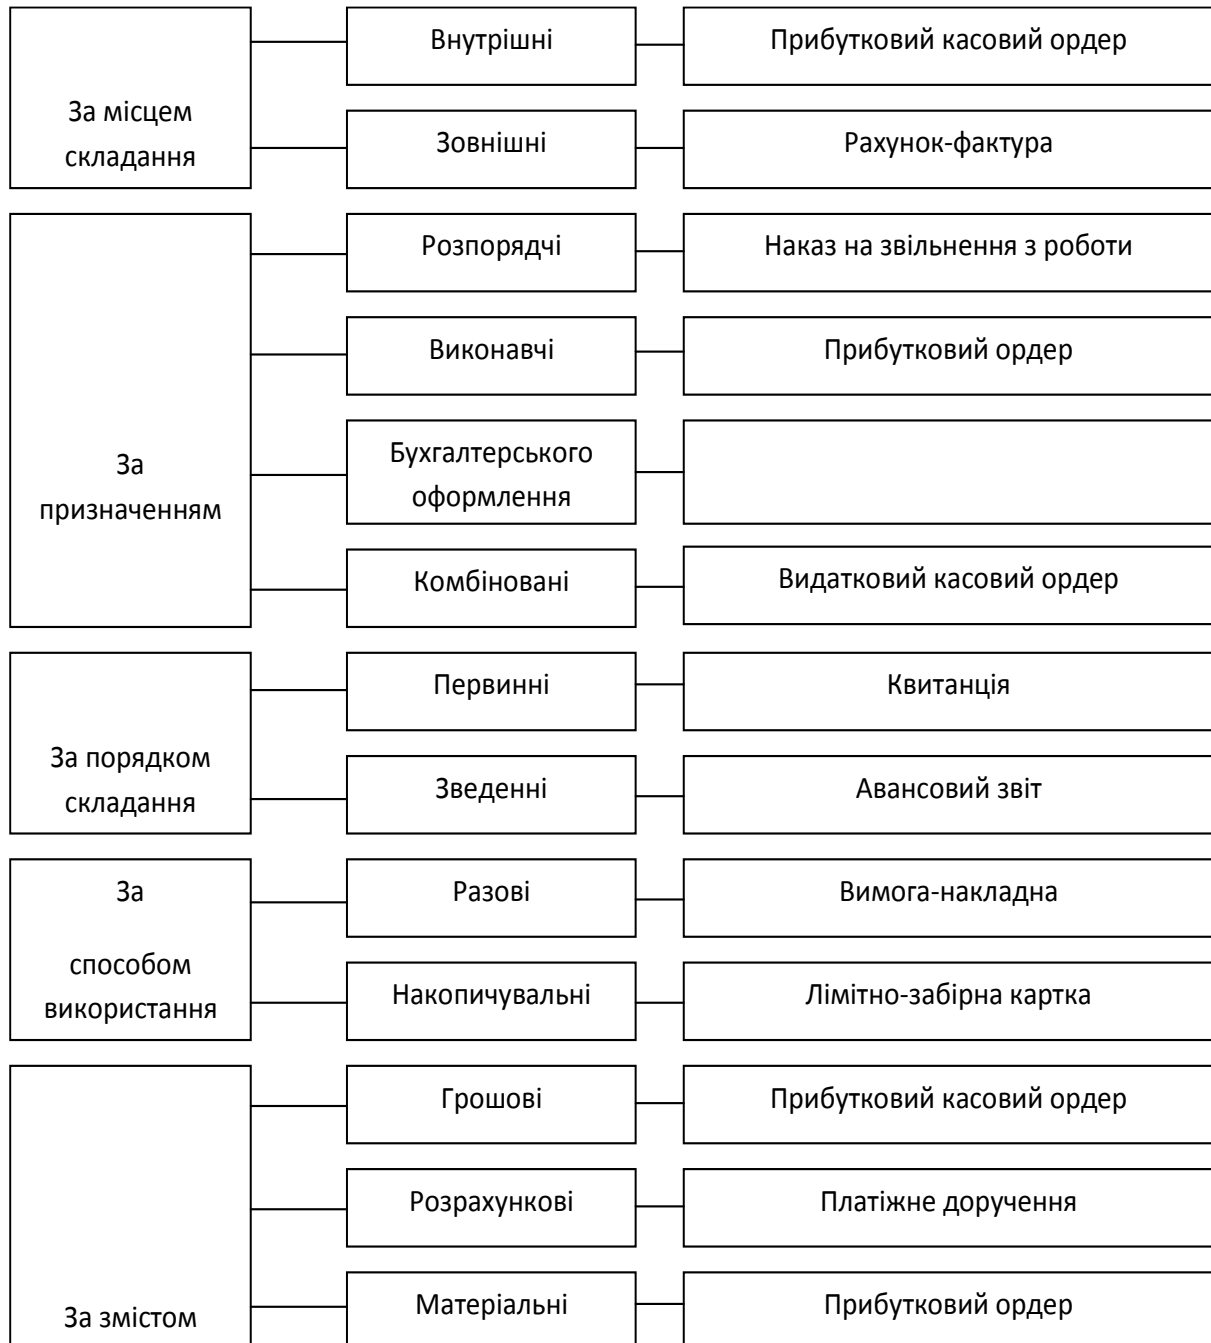 За місцем
складання
Внутрішні
Прибутковий касовий ордер
Зовнішні
Рахунок-фактура
За
призначенням
Розпорядчі
Наказ на звільнення з роботи
Виконавчі
Прибутковий ордер
Бухгалтерського
оформлення
Комбіновані
Видатковий касовий ордер
За порядком
складання
Первинні
Квитанція
Зведенні
Авансовий звіт
За
способом
використання
Разові
Вимога-накладна
Накопичувальні
Лімітно-забірна картка
За змістом
Грошові
Прибутковий касовий ордер
Розрахункові
Платіжне доручення
Матеріальні
Прибутковий ордер